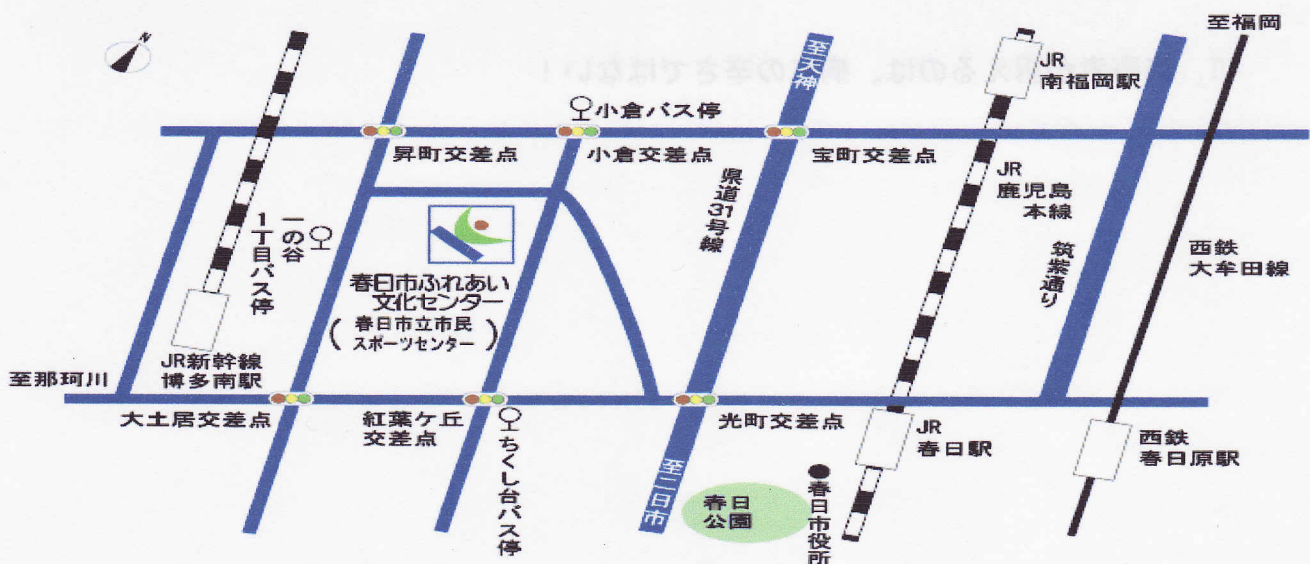 至福岡
N
至天神
JR
南福岡駅
小倉バス停
昇町交差点
小倉交差点
宝町交差点
県道31号線
JR
鹿児島
本線
一の谷
1丁目バス停
筑紫通り
西鉄
大牟田線
春日市ふれあい
文化センター
(春日市立市民
スポーツセンター)
JR新幹線
博多南駅
至那珂川
大土居交差点
紅葉ケ丘
交差点
ちくし台バス停
光町交差点
JR
春日駅
西鉄
春日原駅
至二日市
春日
公園
春日市役所